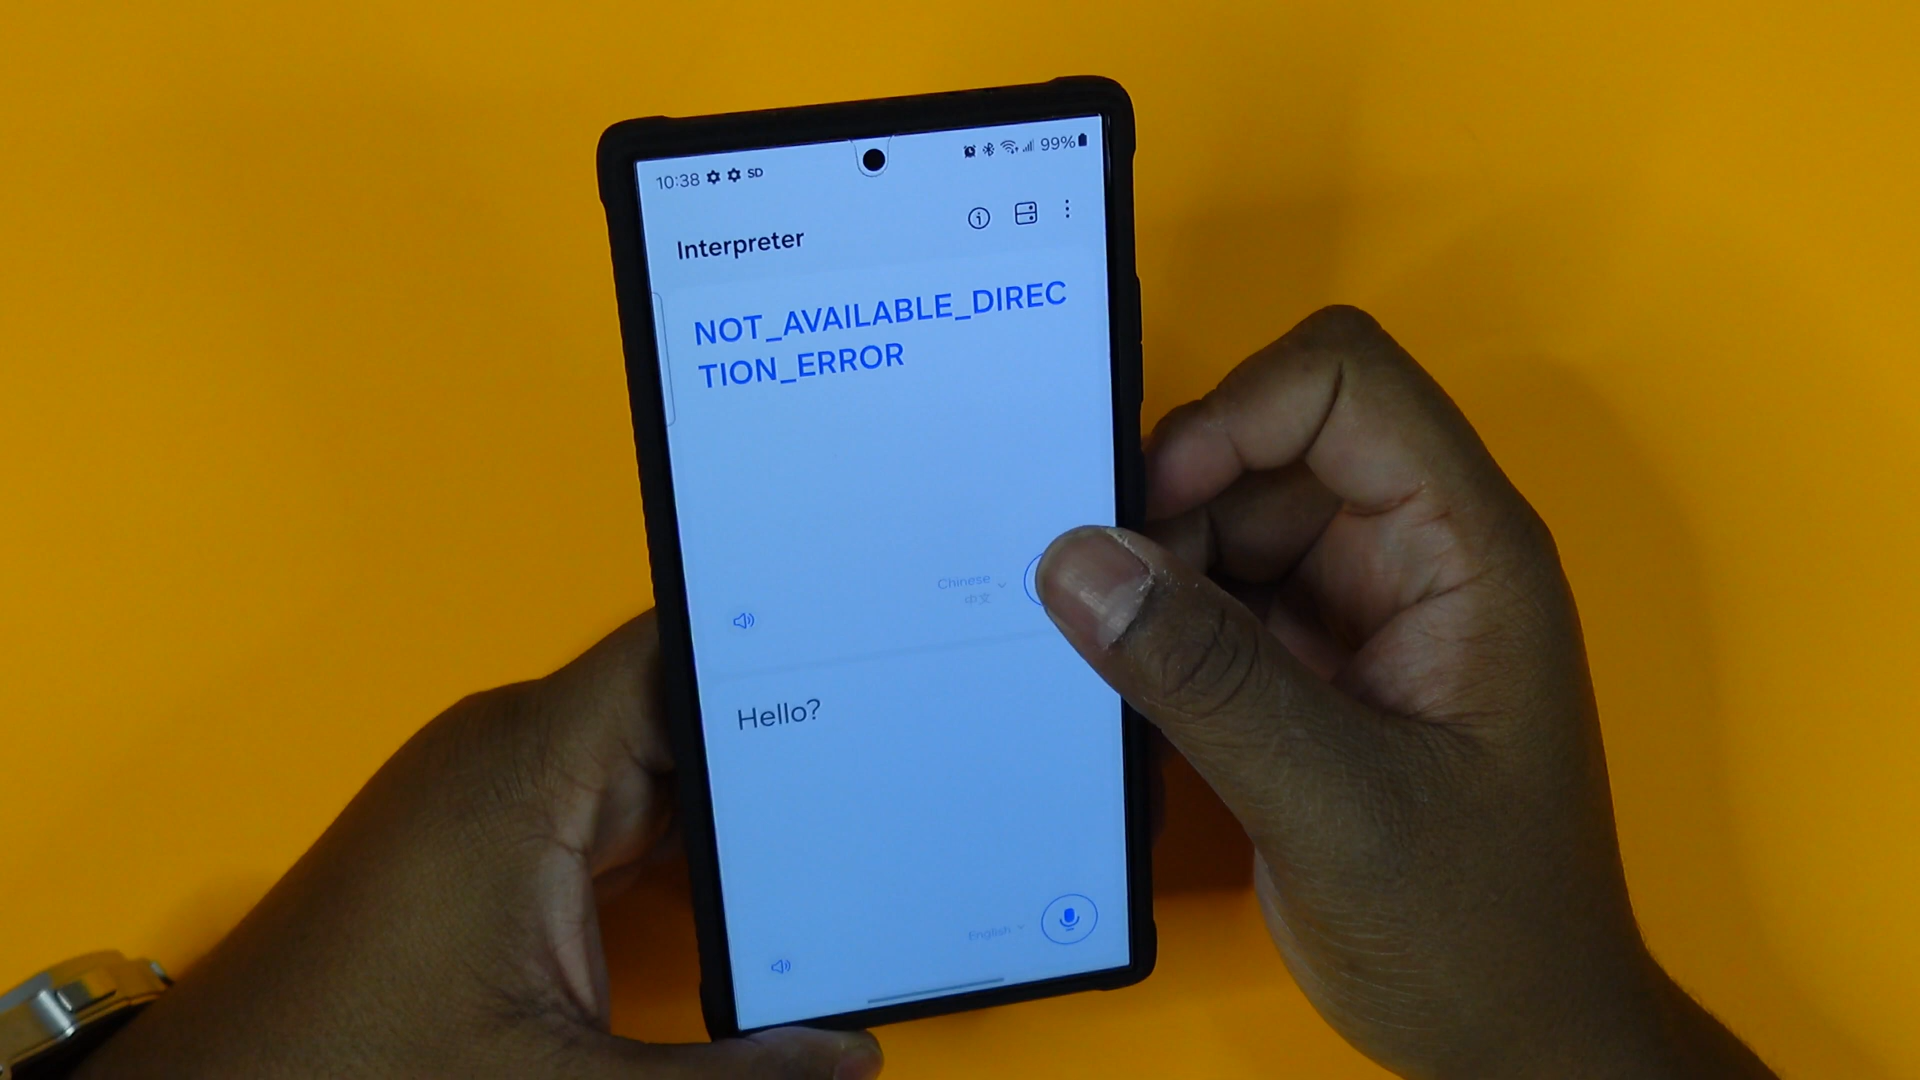 10:38 SD 99%
Interpreter
NOT_AVAILABLE_DIREC
TION_ERROR
Chinese
中文
Hello?
English